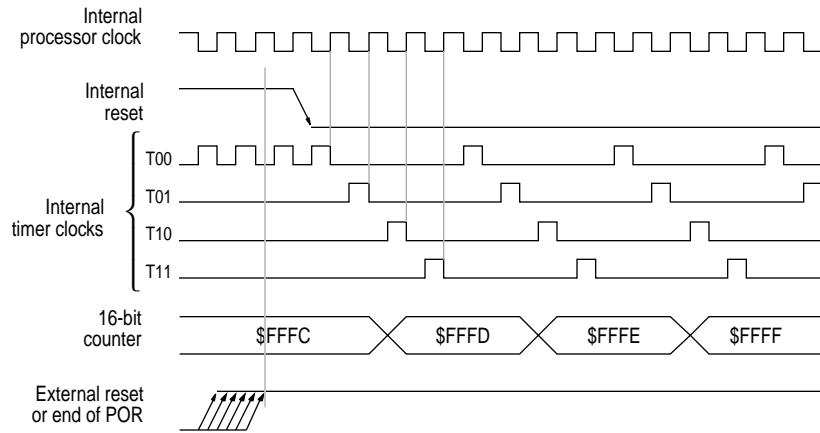 Internal
processor clock
Internal
reset
T00
T01
Internal
timer clocks
T10
T11
16-bit
counter
$FFFC
$FFFD
$FFFE
$FFFF
External reset
or end of POR